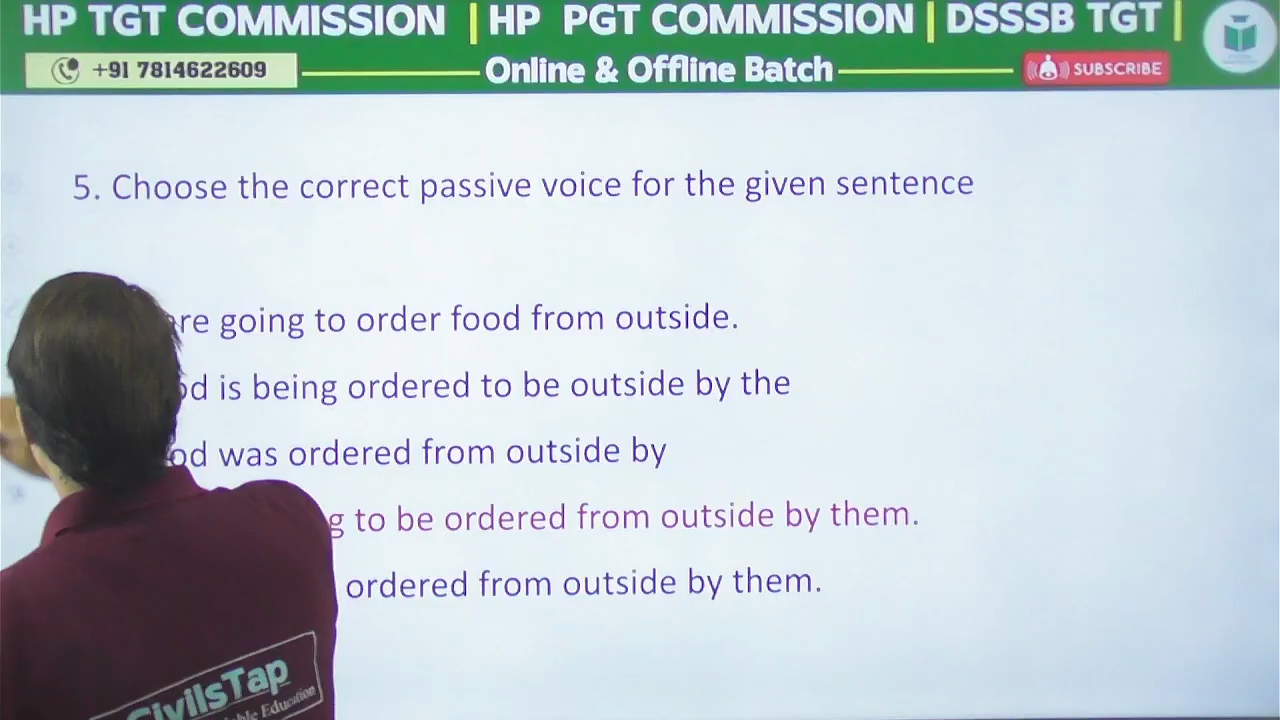 HP TGT COMMISSION | HP PGT COMMISSION | DSSSB TGT |
+91 7814622609
Online & Offline Batch
SUBSCRIBE
5. Choose the correct passive voice for the given sentence
going to order food from outside.
is being ordered to be outside by the
was ordered from outside by
to be ordered from outside by them.
ordered from outside by them.
CivilsTap